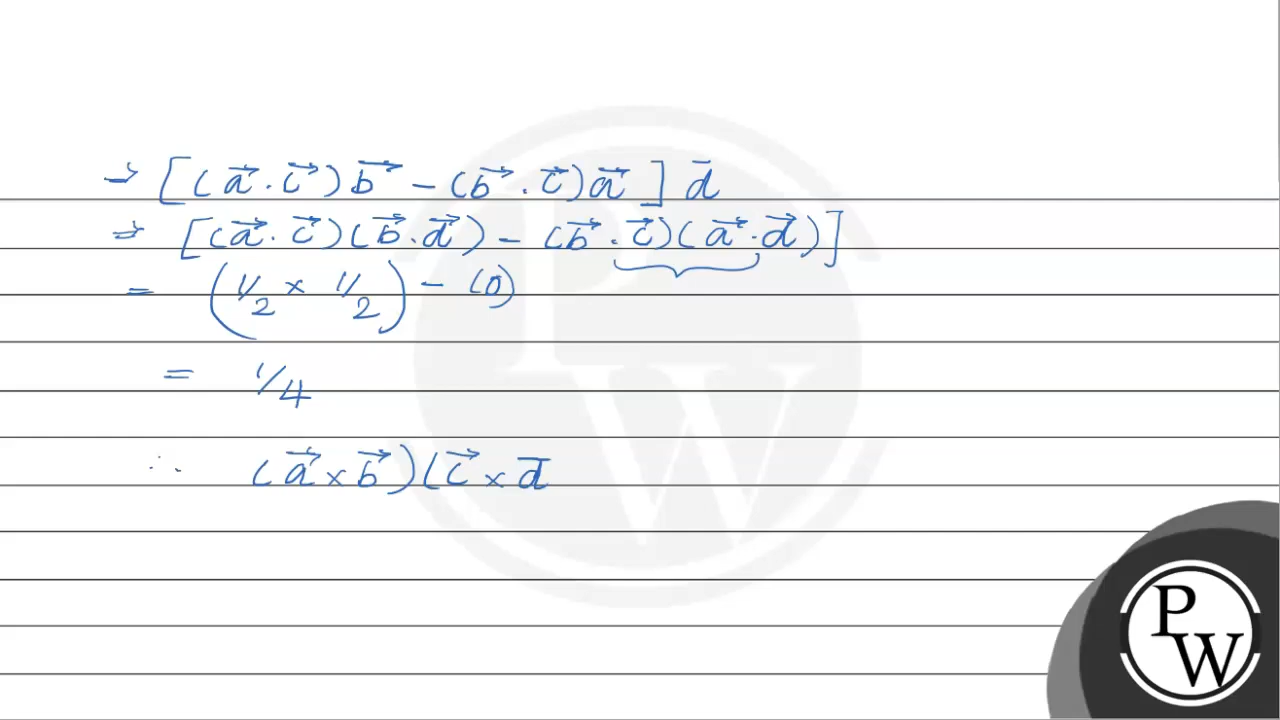 → [(a⃗ · c⃗) b⃗ – (b⃗ · c⃗) a⃗ ] d̄
⇒ [(a⃗ · c⃗)(b⃗ · d⃗) – (b⃗ · c⃗)(a⃗ · d⃗)]
= (1/2 × 1/2) – (0)
= 1/4
∴ (a⃗ × b⃗)(c⃗ × d̄
P
W
P
W